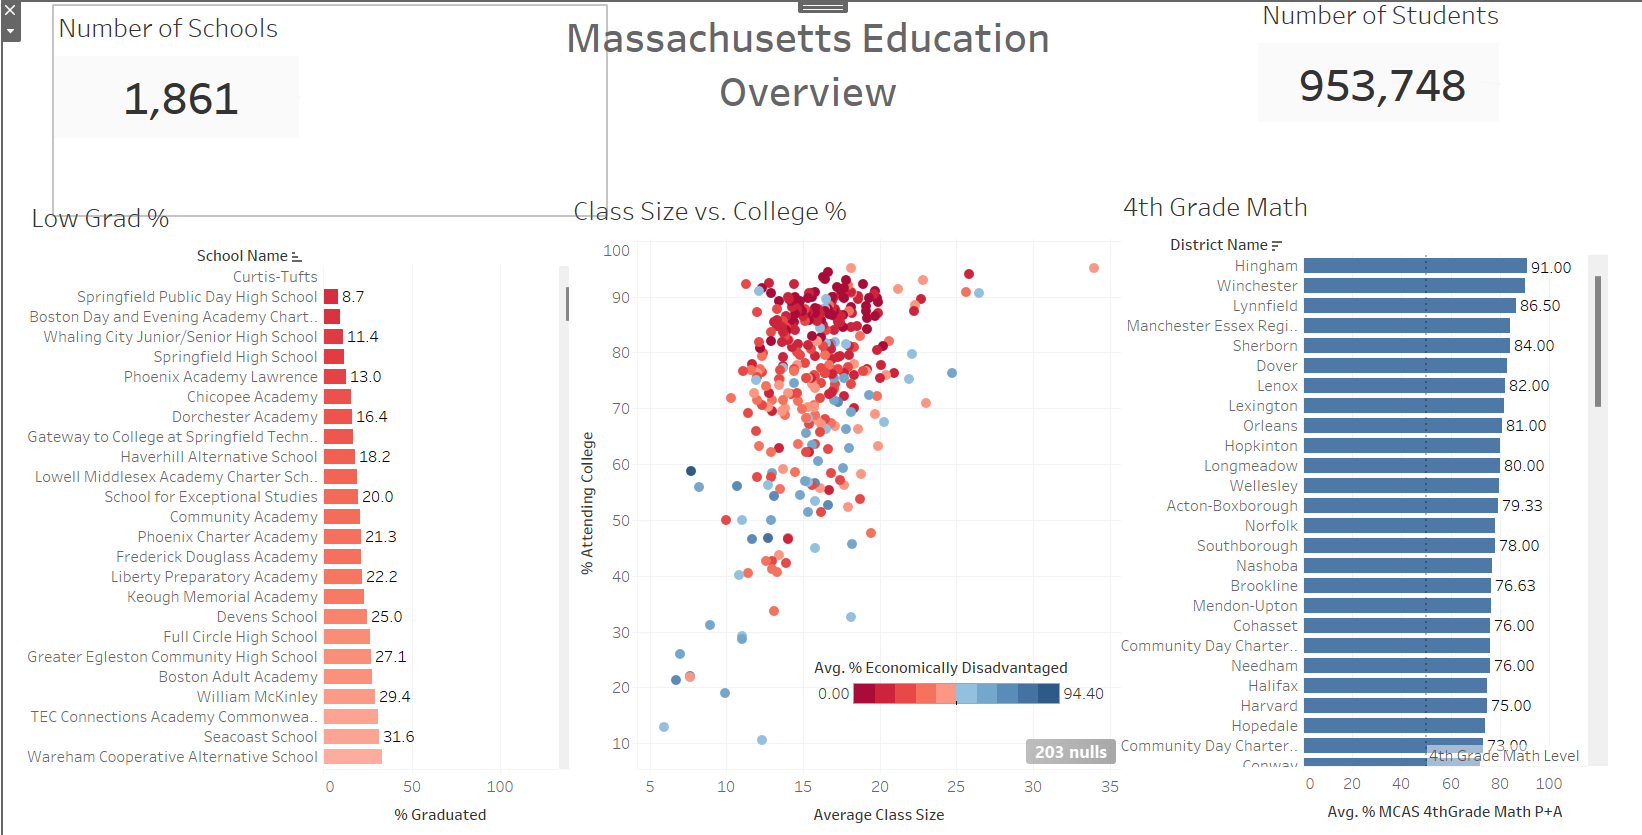 Number of Schools
1,861
Massachusetts Education
Overview
Number of Students
953,748
Low Grad %
School Name
Curtis-Tufts
Springfield Public Day High School 8.7
Boston Day and Evening Academy Chart..
Whaling City Junior/Senior High School 11.4
Springfield High School
Phoenix Academy Lawrence 13.0
Chicopee Academy
Dorchester Academy 16.4
Gateway to College at Springfield Techn..
Haverhill Alternative School 18.2
Lowell Middlesex Academy Charter Sch..
School for Exceptional Studies 20.0
Community Academy
Phoenix Charter Academy 21.3
Frederick Douglass Academy
Liberty Preparatory Academy 22.2
Keough Memorial Academy
Devens School 25.0
Full Circle High School
Greater Egleston Community High School 27.1
Boston Adult Academy
William McKinley 29.4
TEC Connections Academy Commonwea..
Seacoast School 31.6
Wareham Cooperative Alternative School
0 50 100
% Graduated
Class Size vs. College %
100
90
80
70
60
50
40
30
20
10
% Attending College
Avg. % Economically Disadvantaged
0.00 94.40
203 nulls
5 10 15 20 25 30 35
Average Class Size
4th Grade Math
District Name
Hingham 91.00
Winchester
Lynnfield 86.50
Manchester Essex Regi..
Sherborn 84.00
Dover
Lenox 82.00
Lexington
Orleans 81.00
Hopkinton
Longmeadow 80.00
Wellesley
Acton-Boxborough 79.33
Norfolk
Southborough 78.00
Nashoba
Brookline 76.63
Mendon-Upton
Cohasset 76.00
Community Day Charter..
Needham 76.00
Halifax
Harvard 75.00
Hopedale
Community Day Charter.. 73.00
4th Grade Math Level
Conway
0 20 40 60 80 100
Avg. % MCAS 4thGrade Math P+A